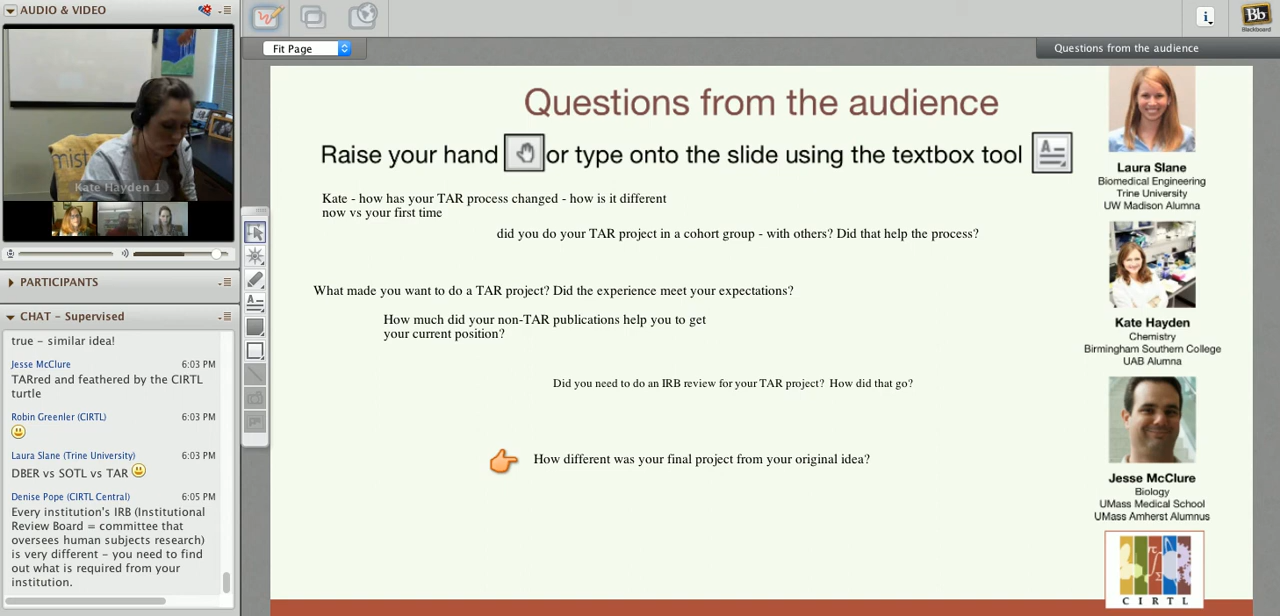 AUDIO & VIDEO
Kate Hayden 1
PARTICIPANTS
CHAT – Supervised
true – similar idea!
Jesse McClure 6:03 PM
TARred and feathered by the CIRTL
turtle
Robin Greenler (CIRTL) 6:03 PM
Laura Slane (Trine University) 6:03 PM
DBER vs SOTL vs TAR
Denise Pope (CIRTL Central) 6:05 PM
Every institution's IRB (Institutional
Review Board = committee that
oversees human subjects research)
is very different – you need to find
out what is required from your
institution.
Fit Page
Questions from the audience
Bb
Blackboard
Questions from the audience
Raise your hand or type onto the slide using the textbox tool
Kate - how has your TAR process changed - how is it different
now vs your first time
did you do your TAR project in a cohort group - with others? Did that help the process?
What made you want to do a TAR project? Did the experience meet your expectations?
How much did your non-TAR publications help you to get
your current position?
Did you need to do an IRB review for your TAR project? How did that go?
How different was your final project from your original idea?
Laura Slane
Biomedical Engineering
Trine University
UW Madison Alumna
Kate Hayden
Chemistry
Birmingham Southern College
UAB Alumna
Jesse McClure
Biology
UMass Medical School
UMass Amherst Alumnus
CIRTL